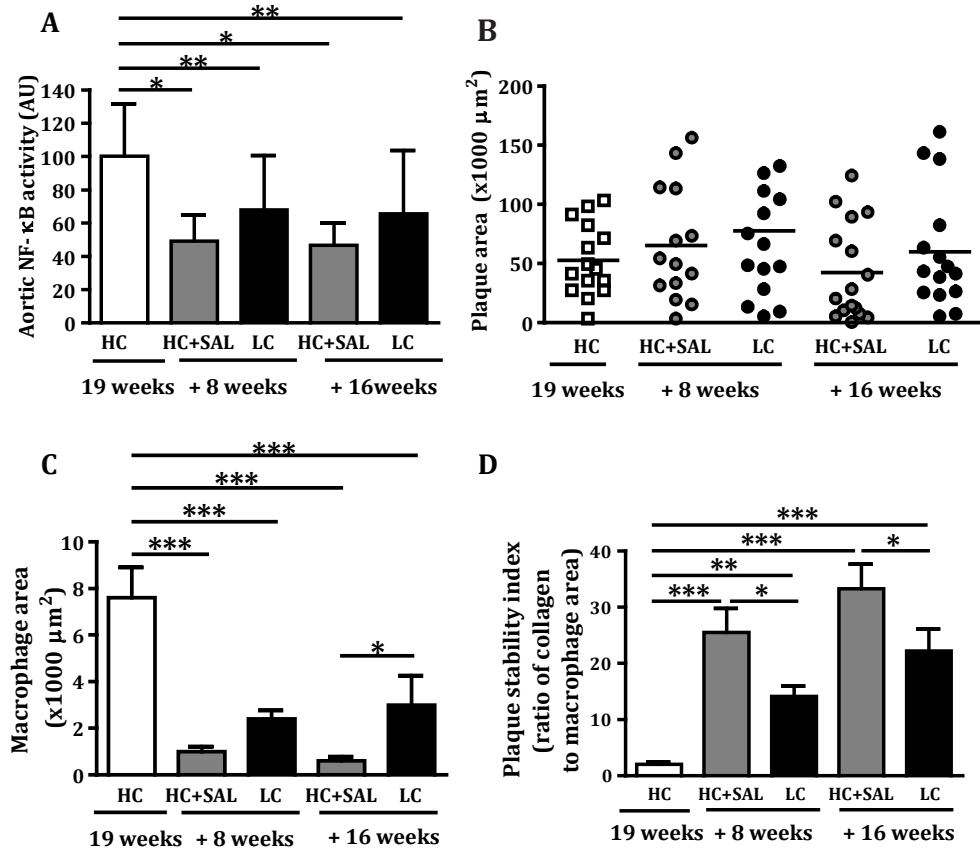 A
**
*
**
*
Aortic NF- κB activity (AU)
140
120
100
80
60
40
20
0
HC
HC+SAL
LC
HC+SAL
LC
19 weeks
+ 8 weeks
+ 16weeks
B
Plaque area (x1000 μm²)
200
150
100
50
0
HC
HC+SAL
LC
HC+SAL
LC
19 weeks
+ 8 weeks
+ 16 weeks
C
***
***
***
***
*
Macrophage area
(x1000 μm²)
10
8
6
4
2
0
HC
HC+SAL
LC
HC+SAL
LC
19 weeks
+ 8 weeks
+ 16 weeks
D
***
***
*
**
***
*
Plaque stability index
(ratio of collagen
to macrophage area)
40
30
20
10
0
HC
HC+SAL
LC
HC+SAL
LC
19 weeks
+ 8 weeks
+ 16 weeks